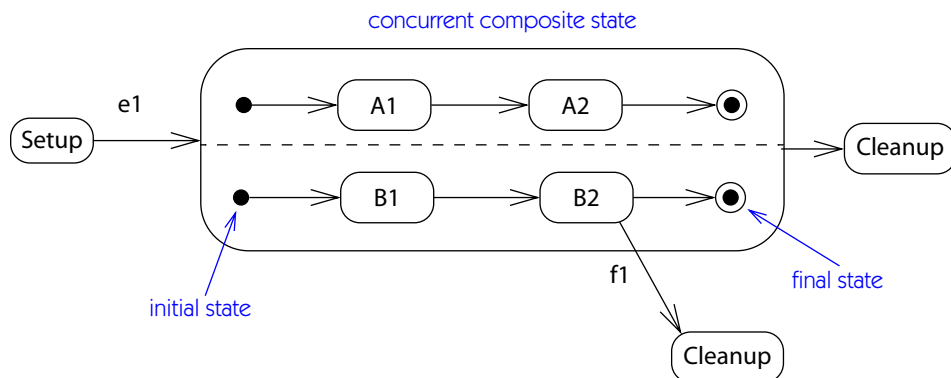 concurrent composite state
e1
A1
A2
Setup
Cleanup
B1
B2
f1
initial state
final state
Cleanup